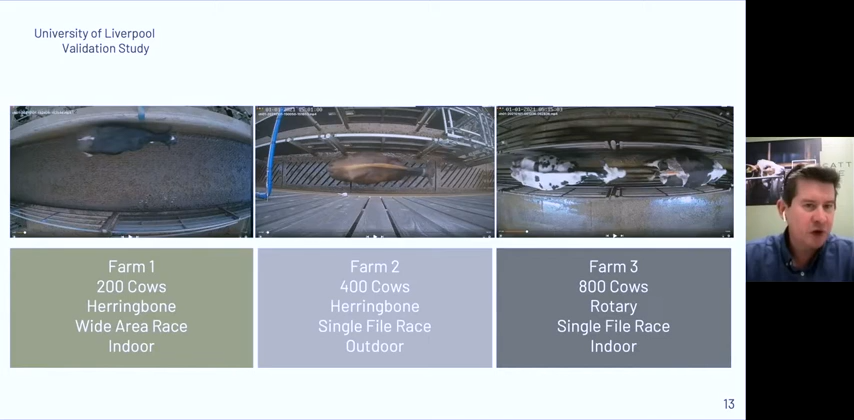 University of Liverpool
Validation Study
Farm 1
200 Cows
Herringbone
Wide Area Race
Indoor
Farm 2
400 Cows
Herringbone
Single File Race
Outdoor
Farm 3
800 Cows
Rotary
Single File Race
Indoor
13